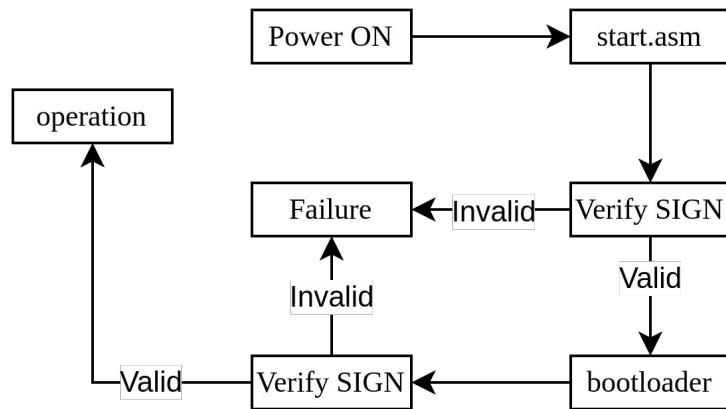 Power ON
start.asm
operation
Failure
Invalid
Verify SIGN
Valid
Invalid
Valid
Verify SIGN
bootloader